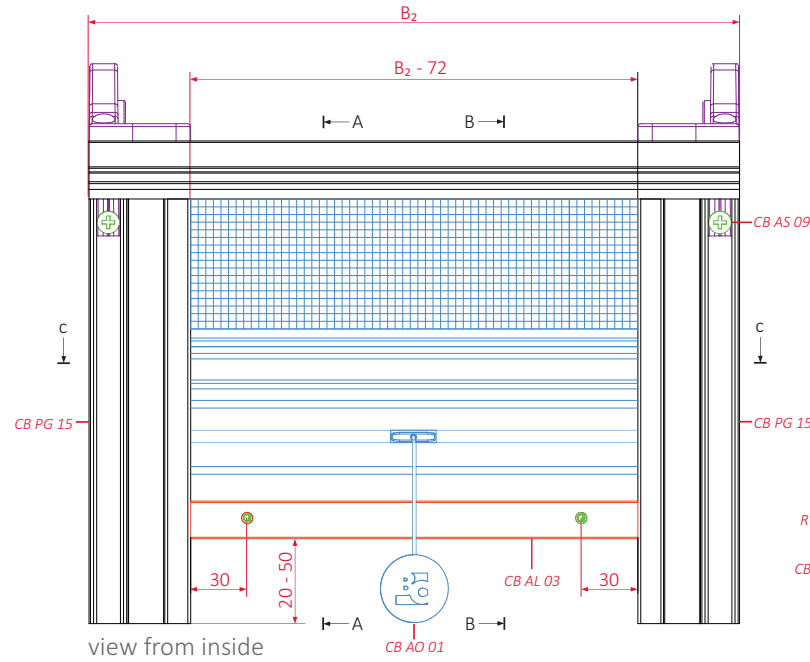 B₂
B₂ - 72
A
B
CB AS 09
c
c
CB PG 15
CB PG 15
R
30
20 - 50
CB AL 03
30
CB
A
B
CB AO 01
view from inside